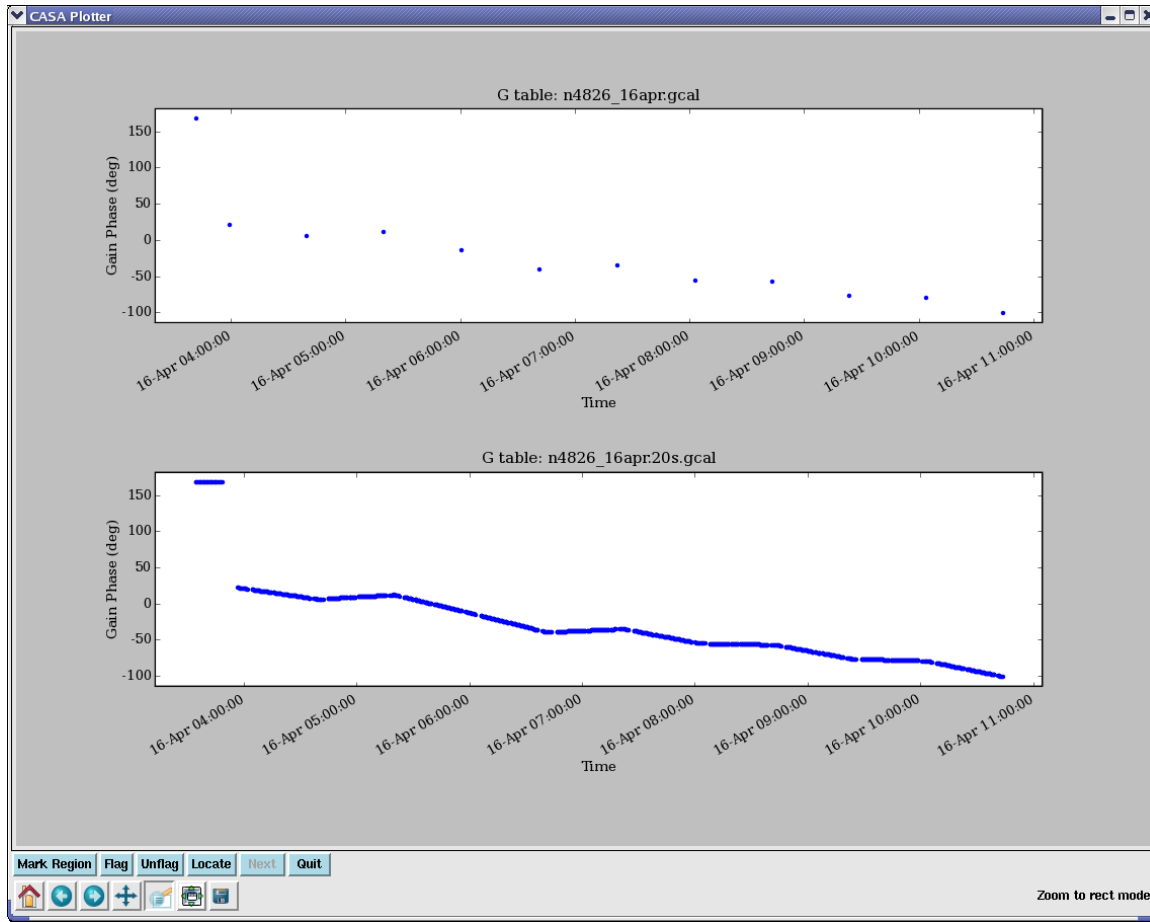 CASA Plotter
G table: n4826_16apr.gcal
Gain Phase (deg)
150
100
50
0
-50
-100
16-Apr 04:00:00
16-Apr 05:00:00
16-Apr 06:00:00
16-Apr 07:00:00
16-Apr 08:00:00
16-Apr 09:00:00
16-Apr 10:00:00
16-Apr 11:00:00
Time
G table: n4826_16apr.20s.gcal
Gain Phase (deg)
150
100
50
0
-50
-100
16-Apr 04:00:00
16-Apr 05:00:00
16-Apr 06:00:00
16-Apr 07:00:00
16-Apr 08:00:00
16-Apr 09:00:00
16-Apr 10:00:00
16-Apr 11:00:00
Time
Mark Region Flag Unflag Locate Next Quit
Zoom to rect mode